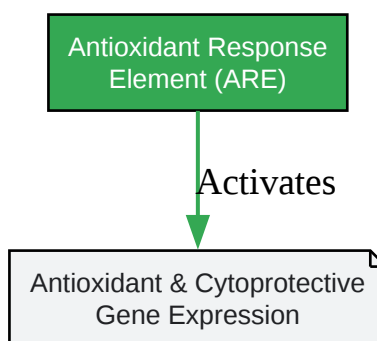 Antioxidant Response
Element (ARE)
Activates
Antioxidant & Cytoprotective
Gene Expression